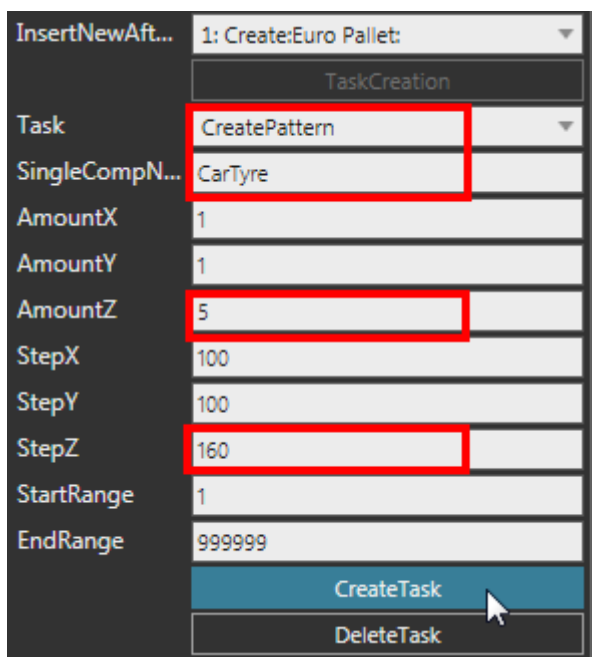 InsertNewAft... 1: Create:Euro Pallet:
TaskCreation
Task CreatePattern
SingleCompN... CarTyre
AmountX 1
AmountY 1
AmountZ 5
StepX 100
StepY 100
StepZ 160
StartRange 1
EndRange 999999
CreateTask
DeleteTask